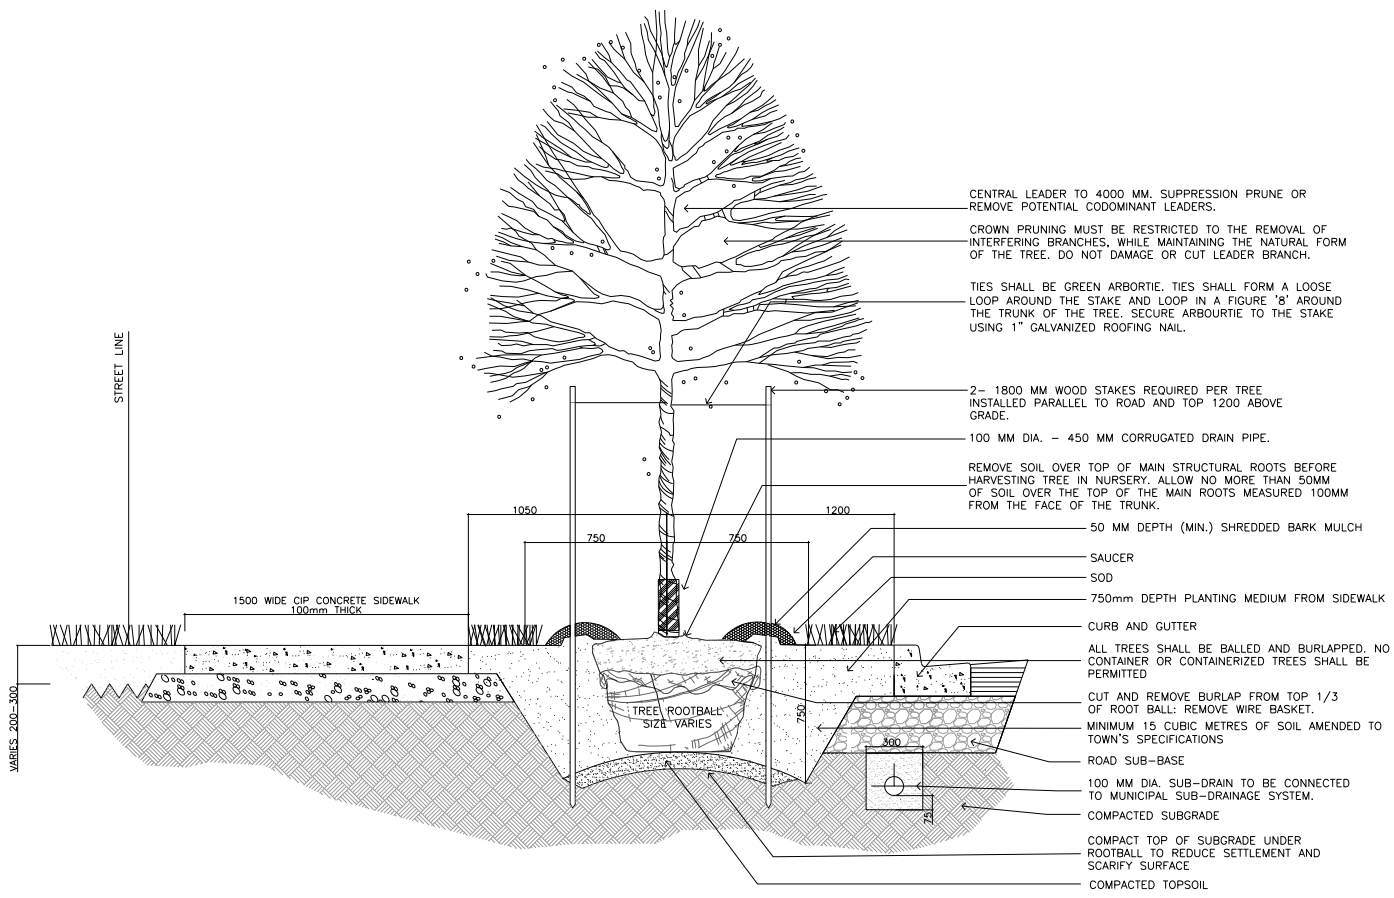 CENTRAL LEADER TO 4000 MM. SUPPRESSION PRUNE OR
REMOVE POTENTIAL CODOMINANT LEADERS.
CROWN PRUNING MUST BE RESTRICTED TO THE REMOVAL OF
INTERFERING BRANCHES, WHILE MAINTAINING THE NATURAL FORM
OF THE TREE. DO NOT DAMAGE OR CUT LEADER BRANCH.
TIES SHALL BE GREEN ARBORTIE. TIES SHALL FORM A LOOSE
LOOP AROUND THE STAKE AND LOOP IN A FIGURE '8' AROUND
THE TRUNK OF THE TREE. SECURE ARBOURTIE TO THE STAKE
USING 1" GALVANIZED ROOFING NAIL.
STREET LINE
2- 1800 MM WOOD STAKES REQUIRED PER TREE
INSTALLED PARALLEL TO ROAD AND TOP 1200 ABOVE
GRADE.
100 MM DIA. - 450 MM CORRUGATED DRAIN PIPE.
REMOVE SOIL OVER TOP OF MAIN STRUCTURAL ROOTS BEFORE
HARVESTING TREE IN NURSERY. ALLOW NO MORE THAN 50MM
OF SOIL OVER THE TOP OF THE MAIN ROOTS MEASURED 100MM
FROM THE FACE OF THE TRUNK.
1050
1200
750
750
50 MM DEPTH (MIN.) SHREDDED BARK MULCH
SAUCER
SOD
750mm DEPTH PLANTING MEDIUM FROM SIDEWALK
1500 WIDE CIP CONCRETE SIDEWALK
100mm THICK
CURB AND GUTTER
ALL TREES SHALL BE BALLED AND BURLAPPED. NO
CONTAINER OR CONTAINERIZED TREES SHALL BE
PERMITTED
CUT AND REMOVE BURLAP FROM TOP 1/3
OF ROOT BALL: REMOVE WIRE BASKET.
MINIMUM 15 CUBIC METRES OF SOIL AMENDED TO
TOWN'S SPECIFICATIONS
ROAD SUB-BASE
VARIES 200-300
TREE ROOTBALL
SIZE VARIES
750
300
75
100 MM DIA. SUB-DRAIN TO BE CONNECTED
TO MUNICIPAL SUB-DRAINAGE SYSTEM.
COMPACTED SUBGRADE
COMPACT TOP OF SUBGRADE UNDER
ROOTBALL TO REDUCE SETTLEMENT AND
SCARIFY SURFACE
COMPACTED TOPSOIL